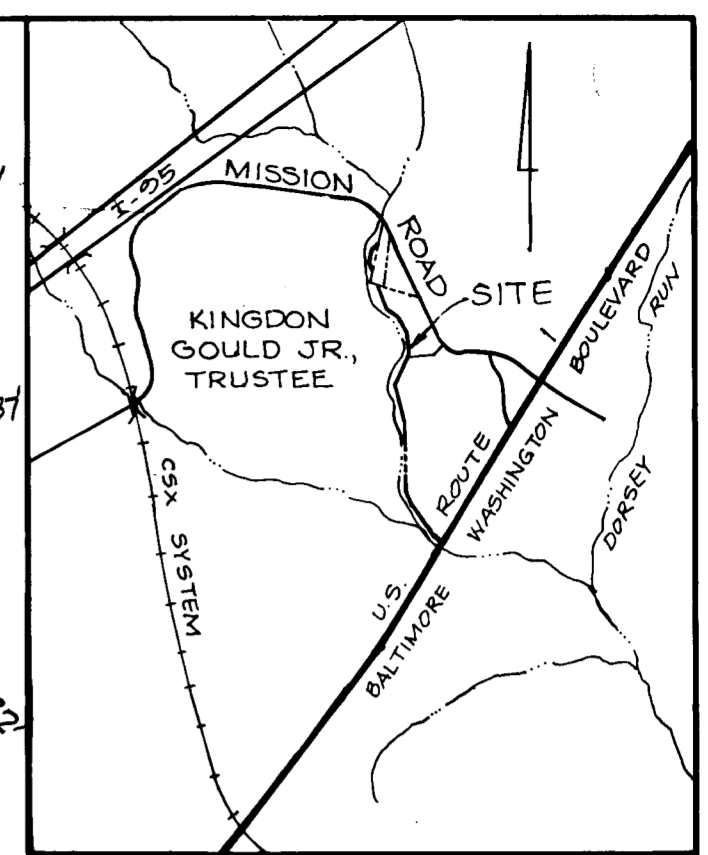 I-95
MISSION
ROAD
SITE
KINGDON
GOULD JR.,
TRUSTEE
BOULEVARD
RUN
ROUTE
WASHINGTON
DORSEY
CSX SYSTEM
U.S.
BALTIMORE
1